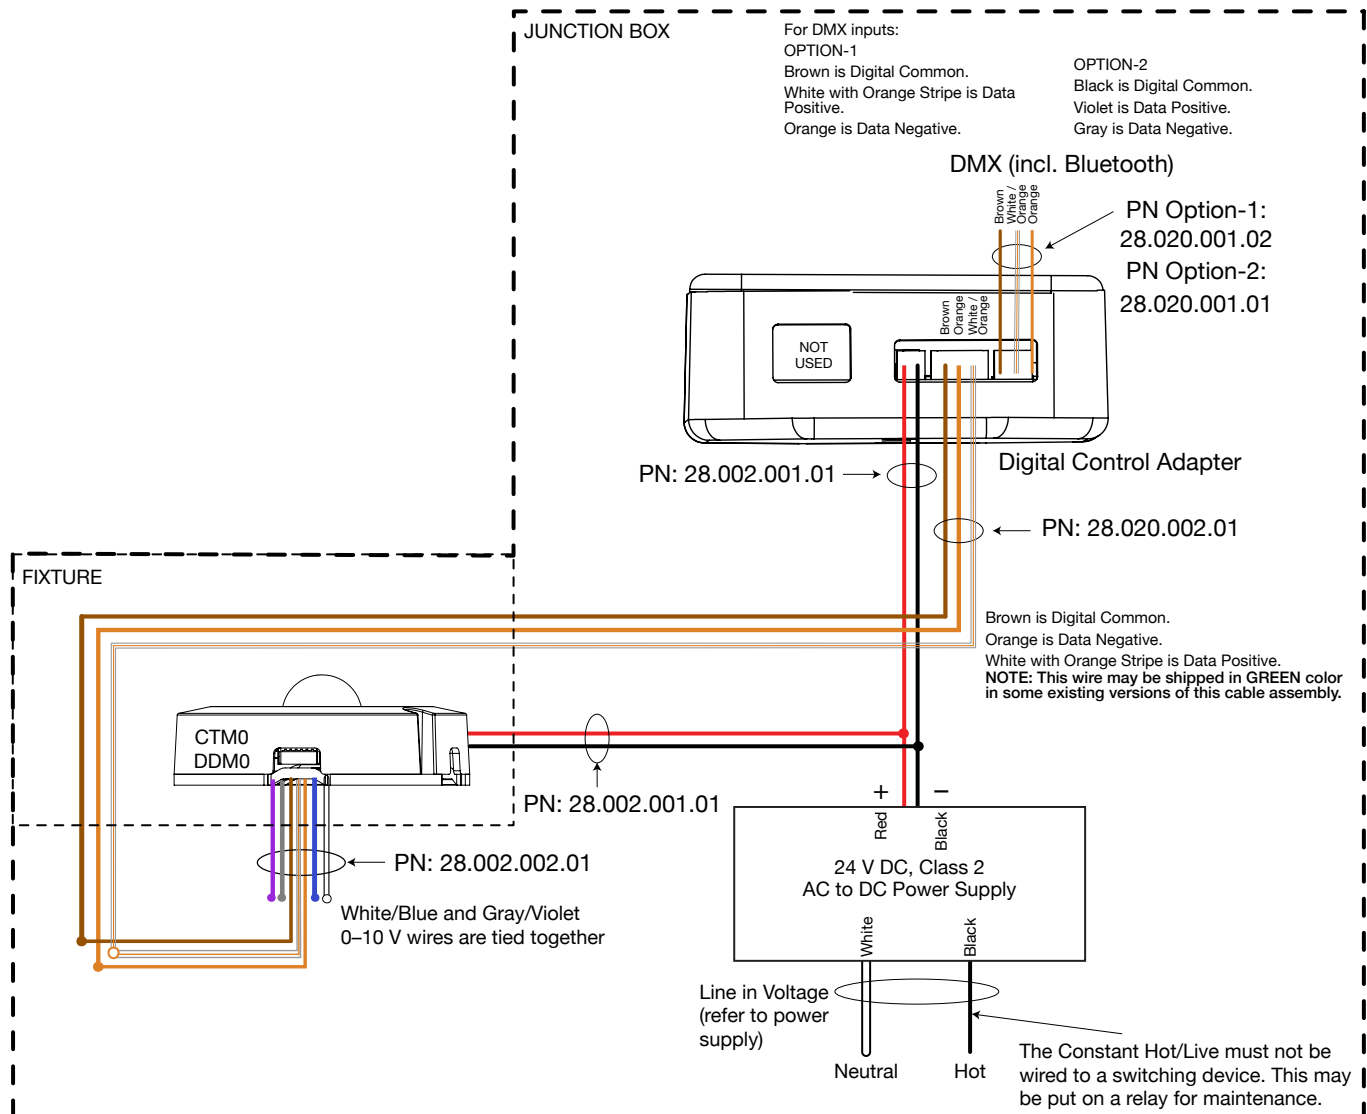 JUNCTION BOX
For DMX inputs:
OPTION-1
Brown is Digital Common.
White with Orange Stripe is Data
Positive.
Orange is Data Negative.
OPTION-2
Black is Digital Common.
Violet is Data Positive.
Gray is Data Negative.
DMX (incl. Bluetooth)
Brown
White /
Orange
Orange
PN Option-1:
28.020.001.02
PN Option-2:
28.020.001.01
Brown
Orange
White /
Orange
NOT
USED
Digital Control Adapter
PN: 28.002.001.01
PN: 28.020.002.01
FIXTURE
Brown is Digital Common.
Orange is Data Negative.
White with Orange Stripe is Data Positive.
NOTE: This wire may be shipped in GREEN color
in some existing versions of this cable assembly.
CTM0
DDM0
PN: 28.002.001.01
PN: 28.002.002.01
White/Blue and Gray/Violet
0–10 V wires are tied together
+
–
Red
Black
24 V DC, Class 2
AC to DC Power Supply
White
Black
Line in Voltage
(refer to power
supply)
Neutral
Hot
The Constant Hot/Live must not be
wired to a switching device. This may
be put on a relay for maintenance.